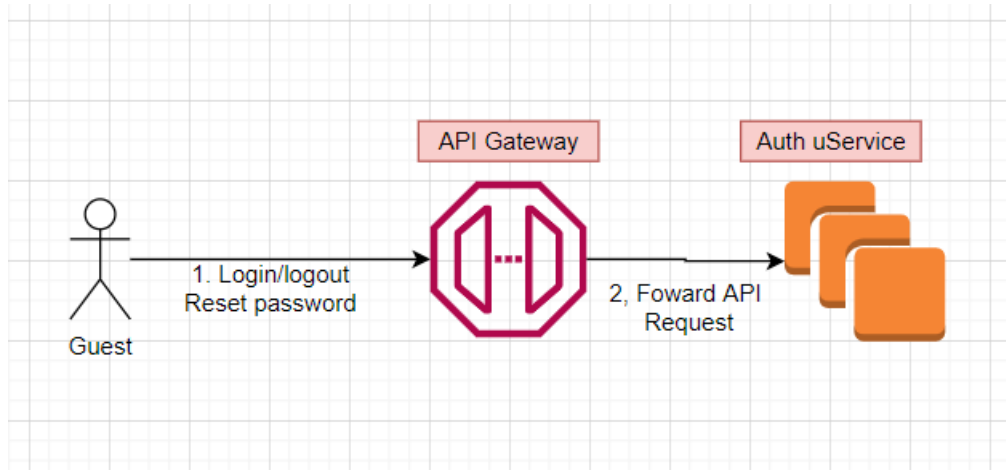 API Gateway
Auth uService
1. Login/logout
Reset password
2, Foward API
Request
Guest